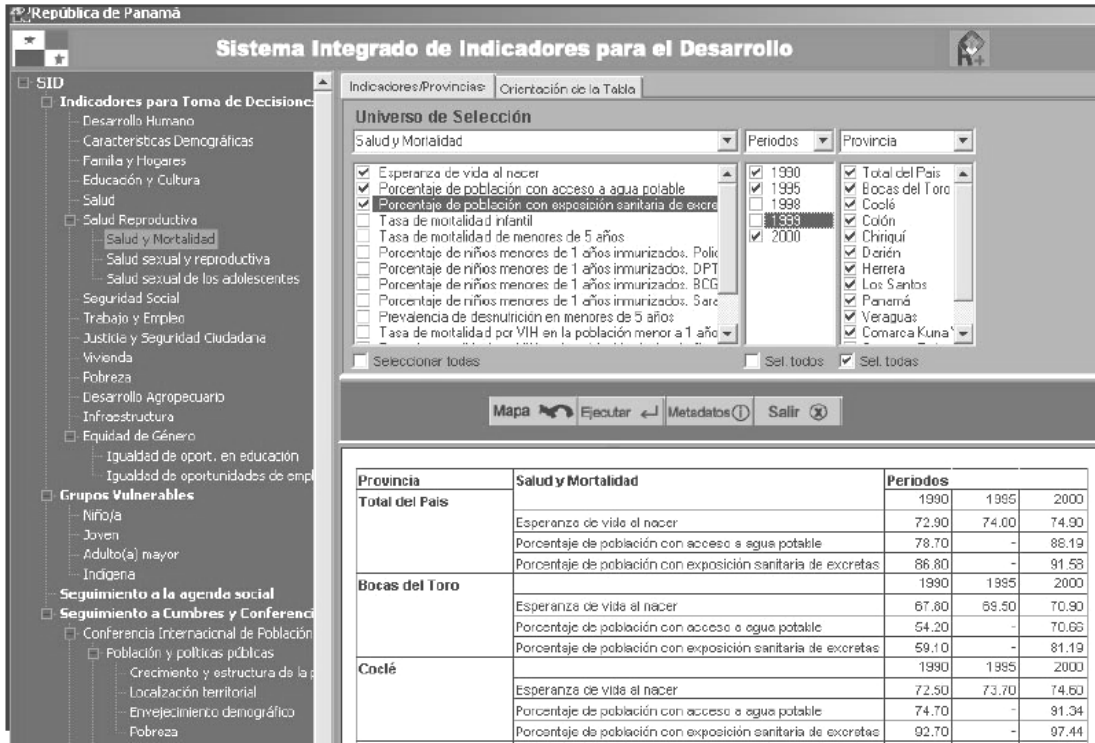 República de Panamá
Sistema Integrado de Indicadores para el Desarrollo
SID
Indicadores para Toma de Decisione
Desarrollo Humano
Características Demográficas
Familia y Hogares
Educación y Cultura
Salud
Salud Reproductiva
Salud y Mortalidad
Salud sexual y reproductiva
Salud sexual de los adolescentes
Seguridad Social
Trabajo y Empleo
Justicia y Seguridad Ciudadana
Vivienda
Pobreza
Desarrollo Agropecuario
Infraestructura
Equidad de Género
Igualdad de oport. en educación
Igualdad de oportunidades de empl
Grupos Vulnerables
Niño/a
Joven
Adulto(a) mayor
Indígena
Seguimiento a la agenda social
Seguimiento a Cumbres y Conferenci
Conferencia Internacional de Población
Población y políticas públicas
Crecimiento y estructura de la p
Localización territorial
Envejecimiento demográfico
Pobreza
Indicadores/Provincias Orientación de la Tabla
Universo de Selección
Salud y Mortalidad Periodos Provincia
Esperanza de vida al nacer 1990 Total del País
Porcentaje de población con acceso a agua potable 1995 Bocas del Toro
Porcentaje de población con exposición sanitaria de excre 1998 Coclé
Tasa de mortalidad infantil 1999 Colón
Tasa de mortalidad de menores de 5 años 2000 Chiriquí
Porcentaje de niños menores de 1 años inmunizados. Polio Darién
Porcentaje de niños menores de 1 años inmunizados. DPT Herrera
Porcentaje de niños menores de 1 años inmunizados. BCG Los Santos
Porcentaje de niños menores de 1 años inmunizados. Sara Panamá
Prevalencia de desnutrición en menores de 5 años Veraguas
Tasa de mortalidad por VIH en la población menor a 1 año Comarca Kuna
Seleccionar todas Sel. todos Sel. todas
Mapa Ejecutar Metadatos Salir
Provincia Salud y Mortalidad Periodos
Total del Pais 1990 1995 2000
Esperanza de vida al nacer 72.90 74.00 74.90
Porcentaje de población con acceso a agua potable 78.70 - 88.19
Porcentaje de población con exposición sanitaria de excretas 86.80 - 91.58
Bocas del Toro 1990 1995 2000
Esperanza de vida al nacer 67.80 69.50 70.90
Porcentaje de población con acceso a agua potable 54.20 - 70.66
Porcentaje de población con exposición sanitaria de excretas 59.10 - 81.19
Coclé 1990 1995 2000
Esperanza de vida al nacer 72.50 73.70 74.60
Porcentaje de población con acceso a agua potable 74.70 - 91.34
Porcentaje de población con exposición sanitaria de excretas 92.70 - 97.44